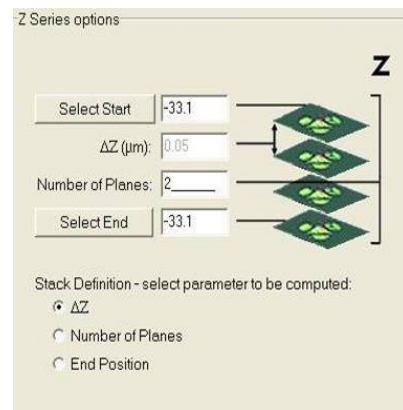 Z Series options
Z
Select Start -33.1
ΔZ (µm): 0.05
Number of Planes: 2_____
Select End -33.1
Stack Definition - select parameter to be computed:
ΔZ
Number of Planes
End Position